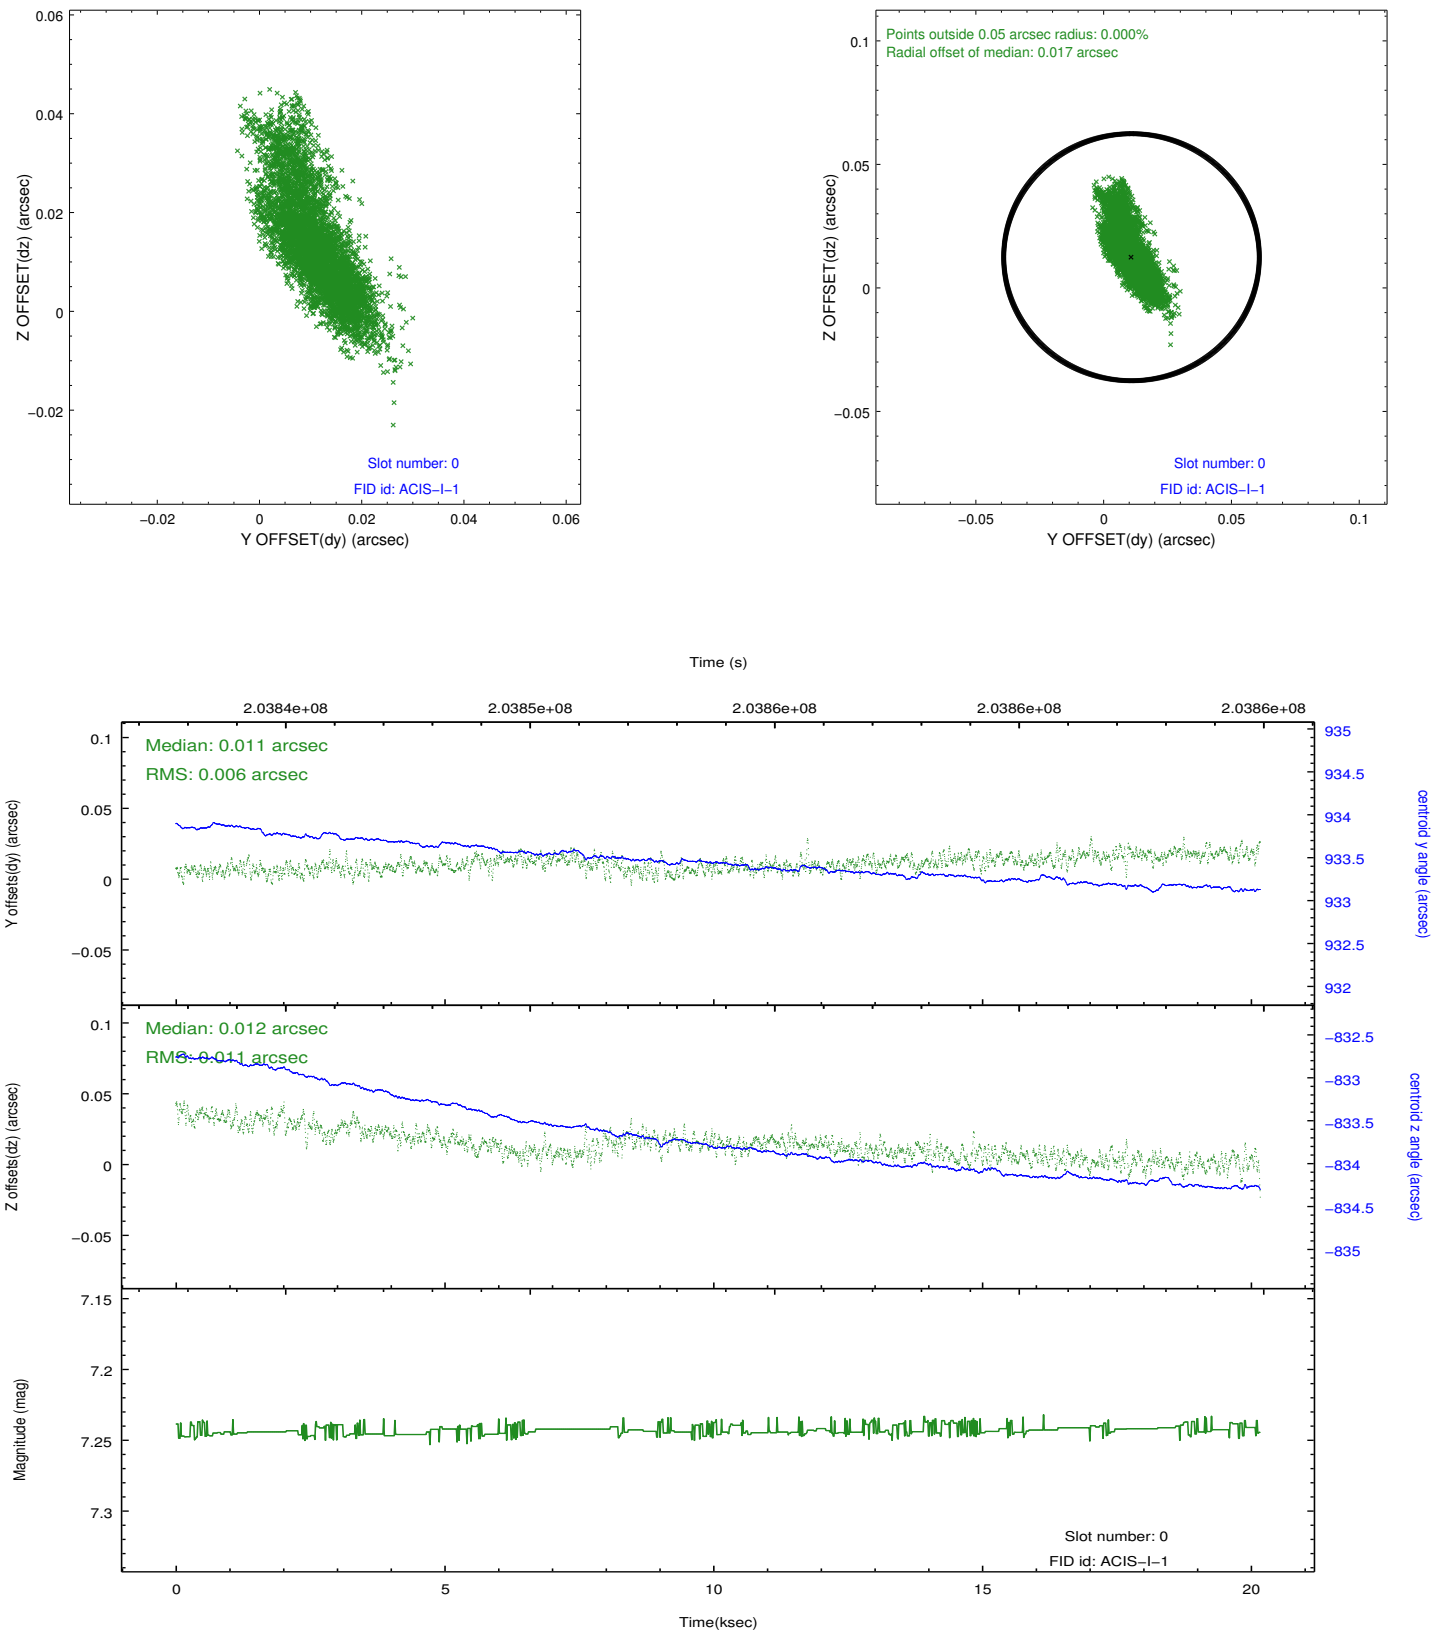 0.06
0.04
0.02
0
−0.02
Z OFFSET(dz) (arcsec)
Slot number: 0
FID id: ACIS−I−1
−0.02 0 0.02 0.04 0.06
Y OFFSET(dy) (arcsec)
Points outside 0.05 arcsec radius: 0.000%
Radial offset of median: 0.017 arcsec
0.1
0.05
0
−0.05
Z OFFSET(dz) (arcsec)
Slot number: 0
FID id: ACIS−I−1
−0.05 0 0.05 0.1
Y OFFSET(dy) (arcsec)
Time (s)
2.0384e+08 2.0385e+08 2.0386e+08 2.0386e+08 2.0386e+08
Median: 0.011 arcsec
RMS: 0.006 arcsec
0.1
0.05
0
−0.05
Y offsets(dy) (arcsec)
935
934.5
934
933.5
933
932.5
932
centroid y angle (arcsec)
Median: 0.012 arcsec
RMS: 0.011 arcsec
0.1
0.05
0
−0.05
Z offsets(dz) (arcsec)
−832.5
−833
−833.5
−834
−834.5
−835
centroid z angle (arcsec)
7.15
7.2
7.25
7.3
Magnitude (mag)
Slot number: 0
FID id: ACIS−I−1
0 5 10 15 20
Time(ksec)